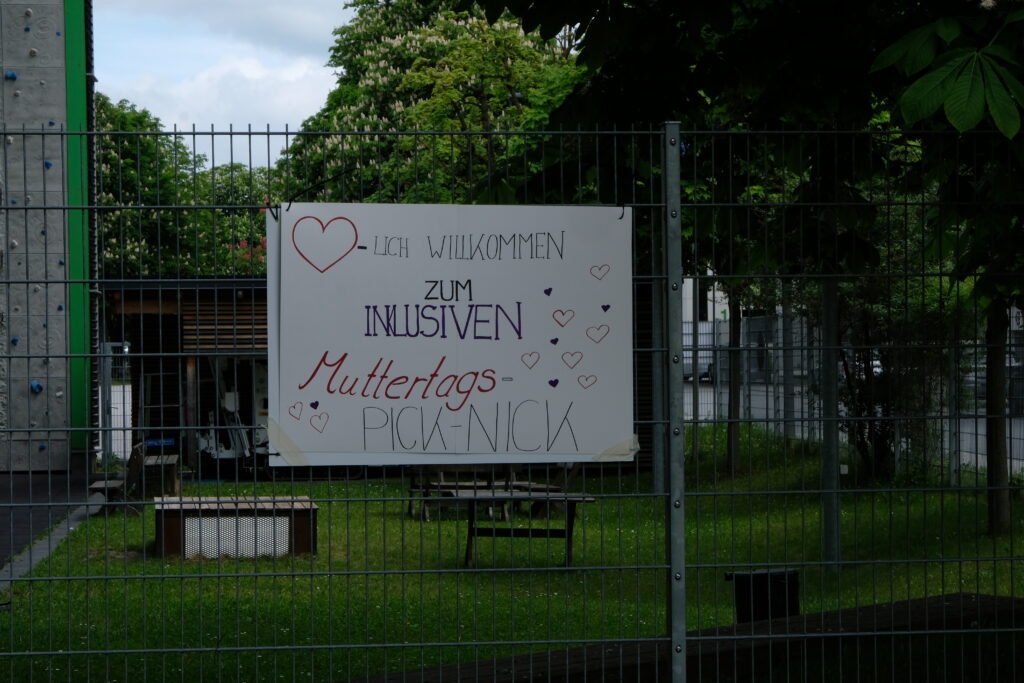 -LICH WILLKOMMEN
ZUM
INKLUSIVEN
Muttertags-
PICK-NICK